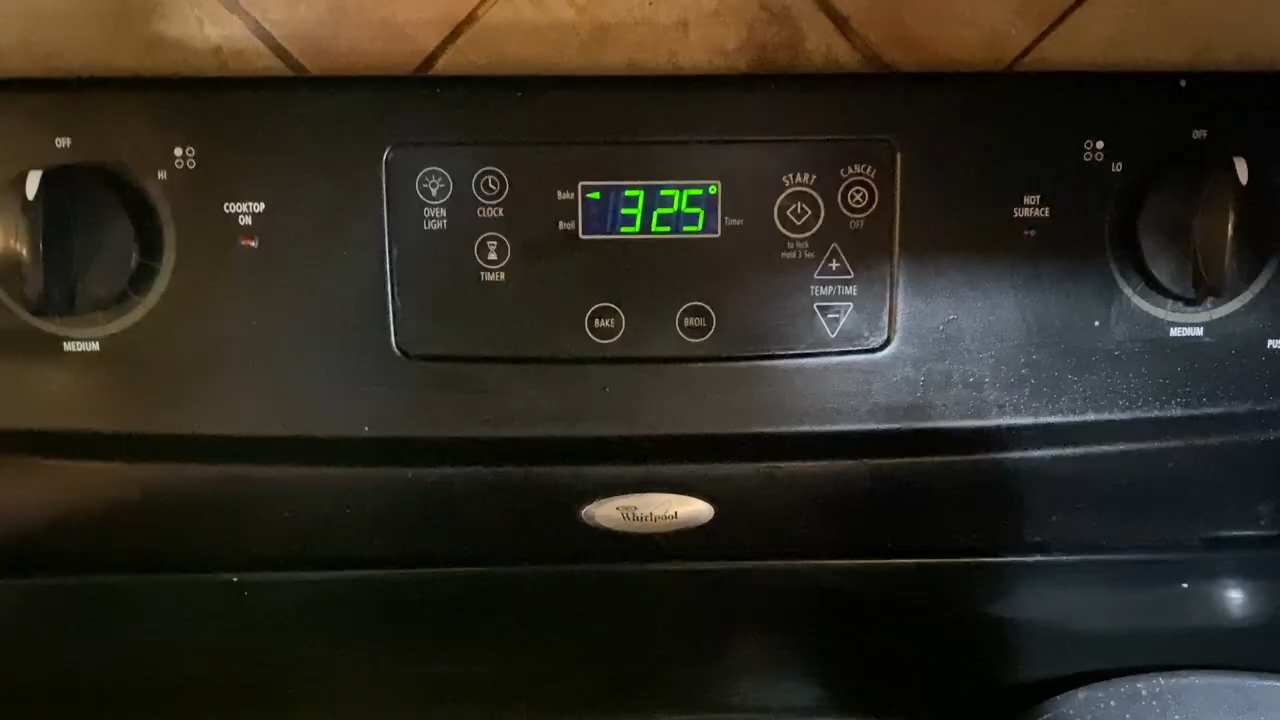 OFF
HI
COOKTOP
ON
MEDIUM
OVEN
LIGHT
CLOCK
TIMER
Bake
Broil
325°
Timer
BAKE
BROIL
START
to lock
Hold 3 Sec
CANCEL
OFF
TEMP/TIME
HOT
SURFACE
OFF
LO
MEDIUM
Whirlpool